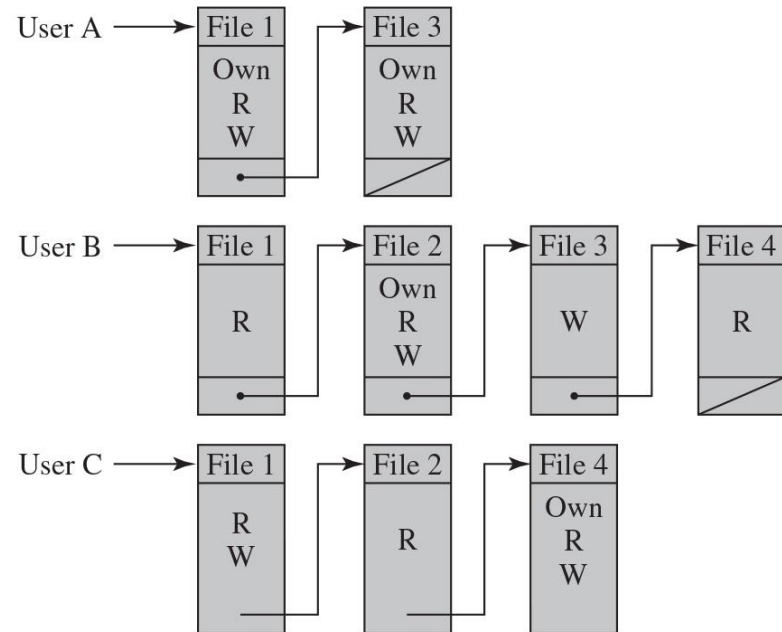 User A
File 1
File 3
Own
R
W
Own
R
W
User B
File 1
File 2
File 3
File 4
R
Own
R
W
W
R
User C
File 1
File 2
File 4
R
W
R
Own
R
W